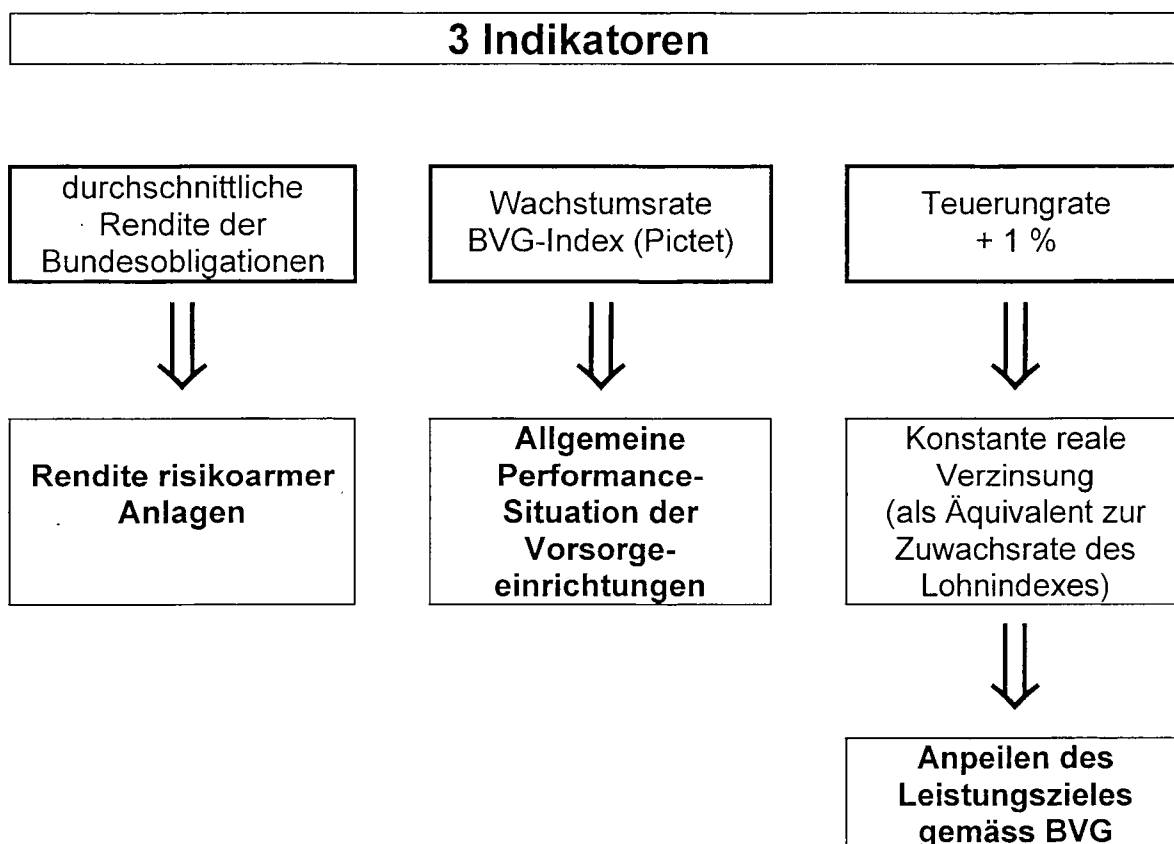 3 Indikatoren
durchschnittliche
Rendite der
Bundesobligationen
Wachstumsrate
BVG-Index (Pictet)
Teuerungrate
+ 1 %
Rendite risikoarmer
Anlagen
Allgemeine
Performance-
Situation der
Vorsorge-
einrichtungen
Konstante reale
Verzinsung
(als Äquivalent zur
Zuwachsrate des
Lohnindexes)
Anpeilen des
Leistungszieles
gemäss BVG